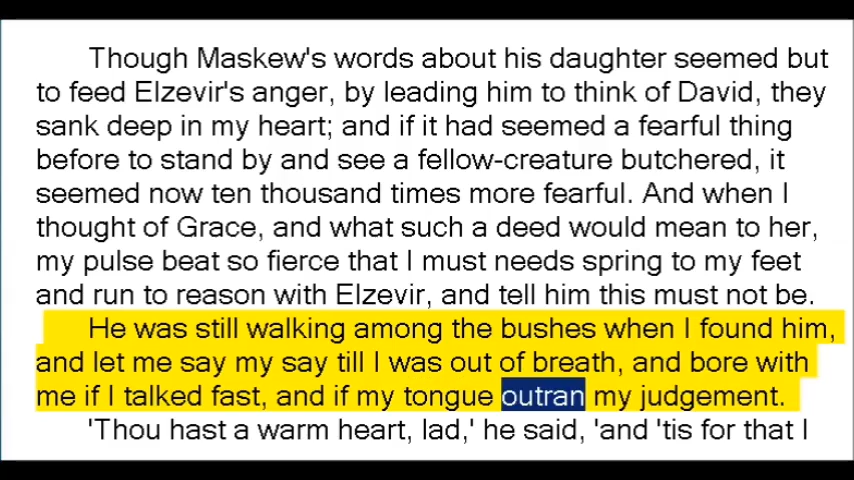 Though Maskew's words about his daughter seemed but
to feed Elzevir's anger, by leading him to think of David, they
sank deep in my heart; and if it had seemed a fearful thing
before to stand by and see a fellow-creature butchered, it
seemed now ten thousand times more fearful. And when I
thought of Grace, and what such a deed would mean to her,
my pulse beat so fierce that I must needs spring to my feet
and run to reason with Elzevir, and tell him this must not be.
He was still walking among the bushes when I found him,
and let me say my say till I was out of breath, and bore with
me if I talked fast, and if my tongue outran my judgement.
'Thou hast a warm heart, lad,' he said, 'and 'tis for that I